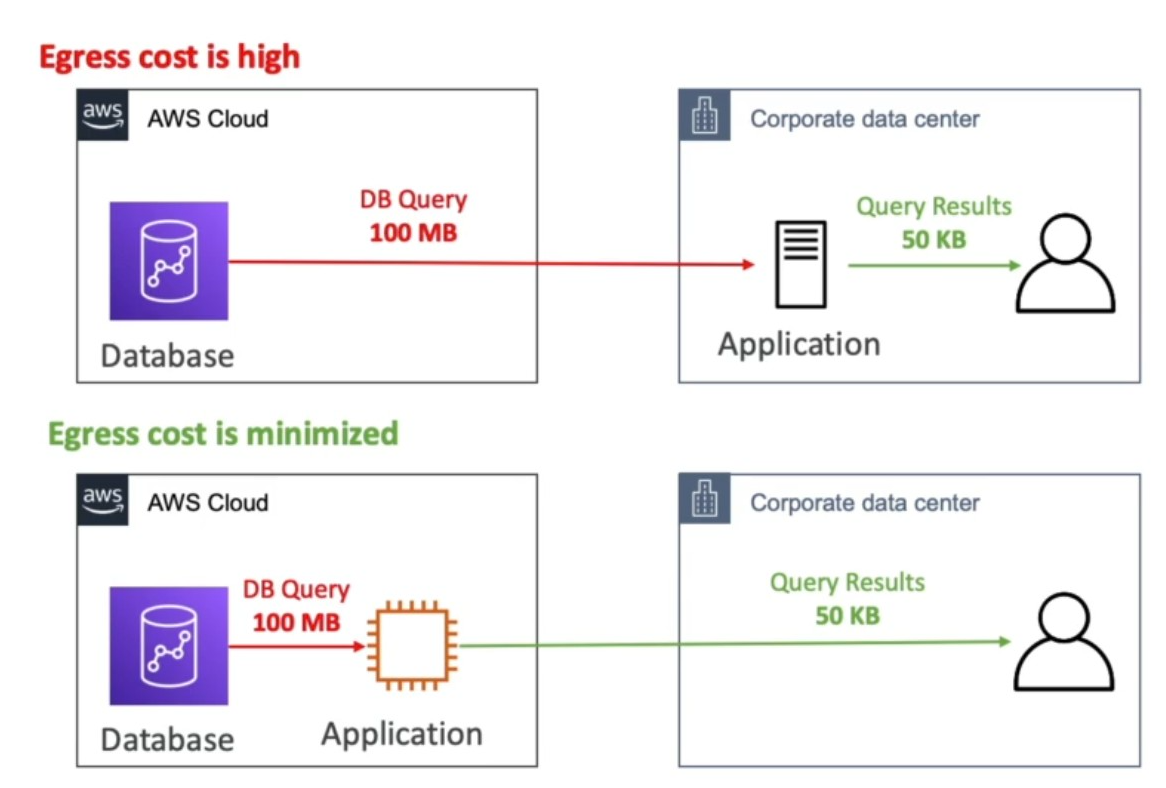 Egress cost is high
aws
AWS Cloud
Corporate data center
DB Query
100 MB
Query Results
50 KB
Database
Application
Egress cost is minimized
aws
AWS Cloud
Corporate data center
DB Query
100 MB
Query Results
50 KB
Database
Application